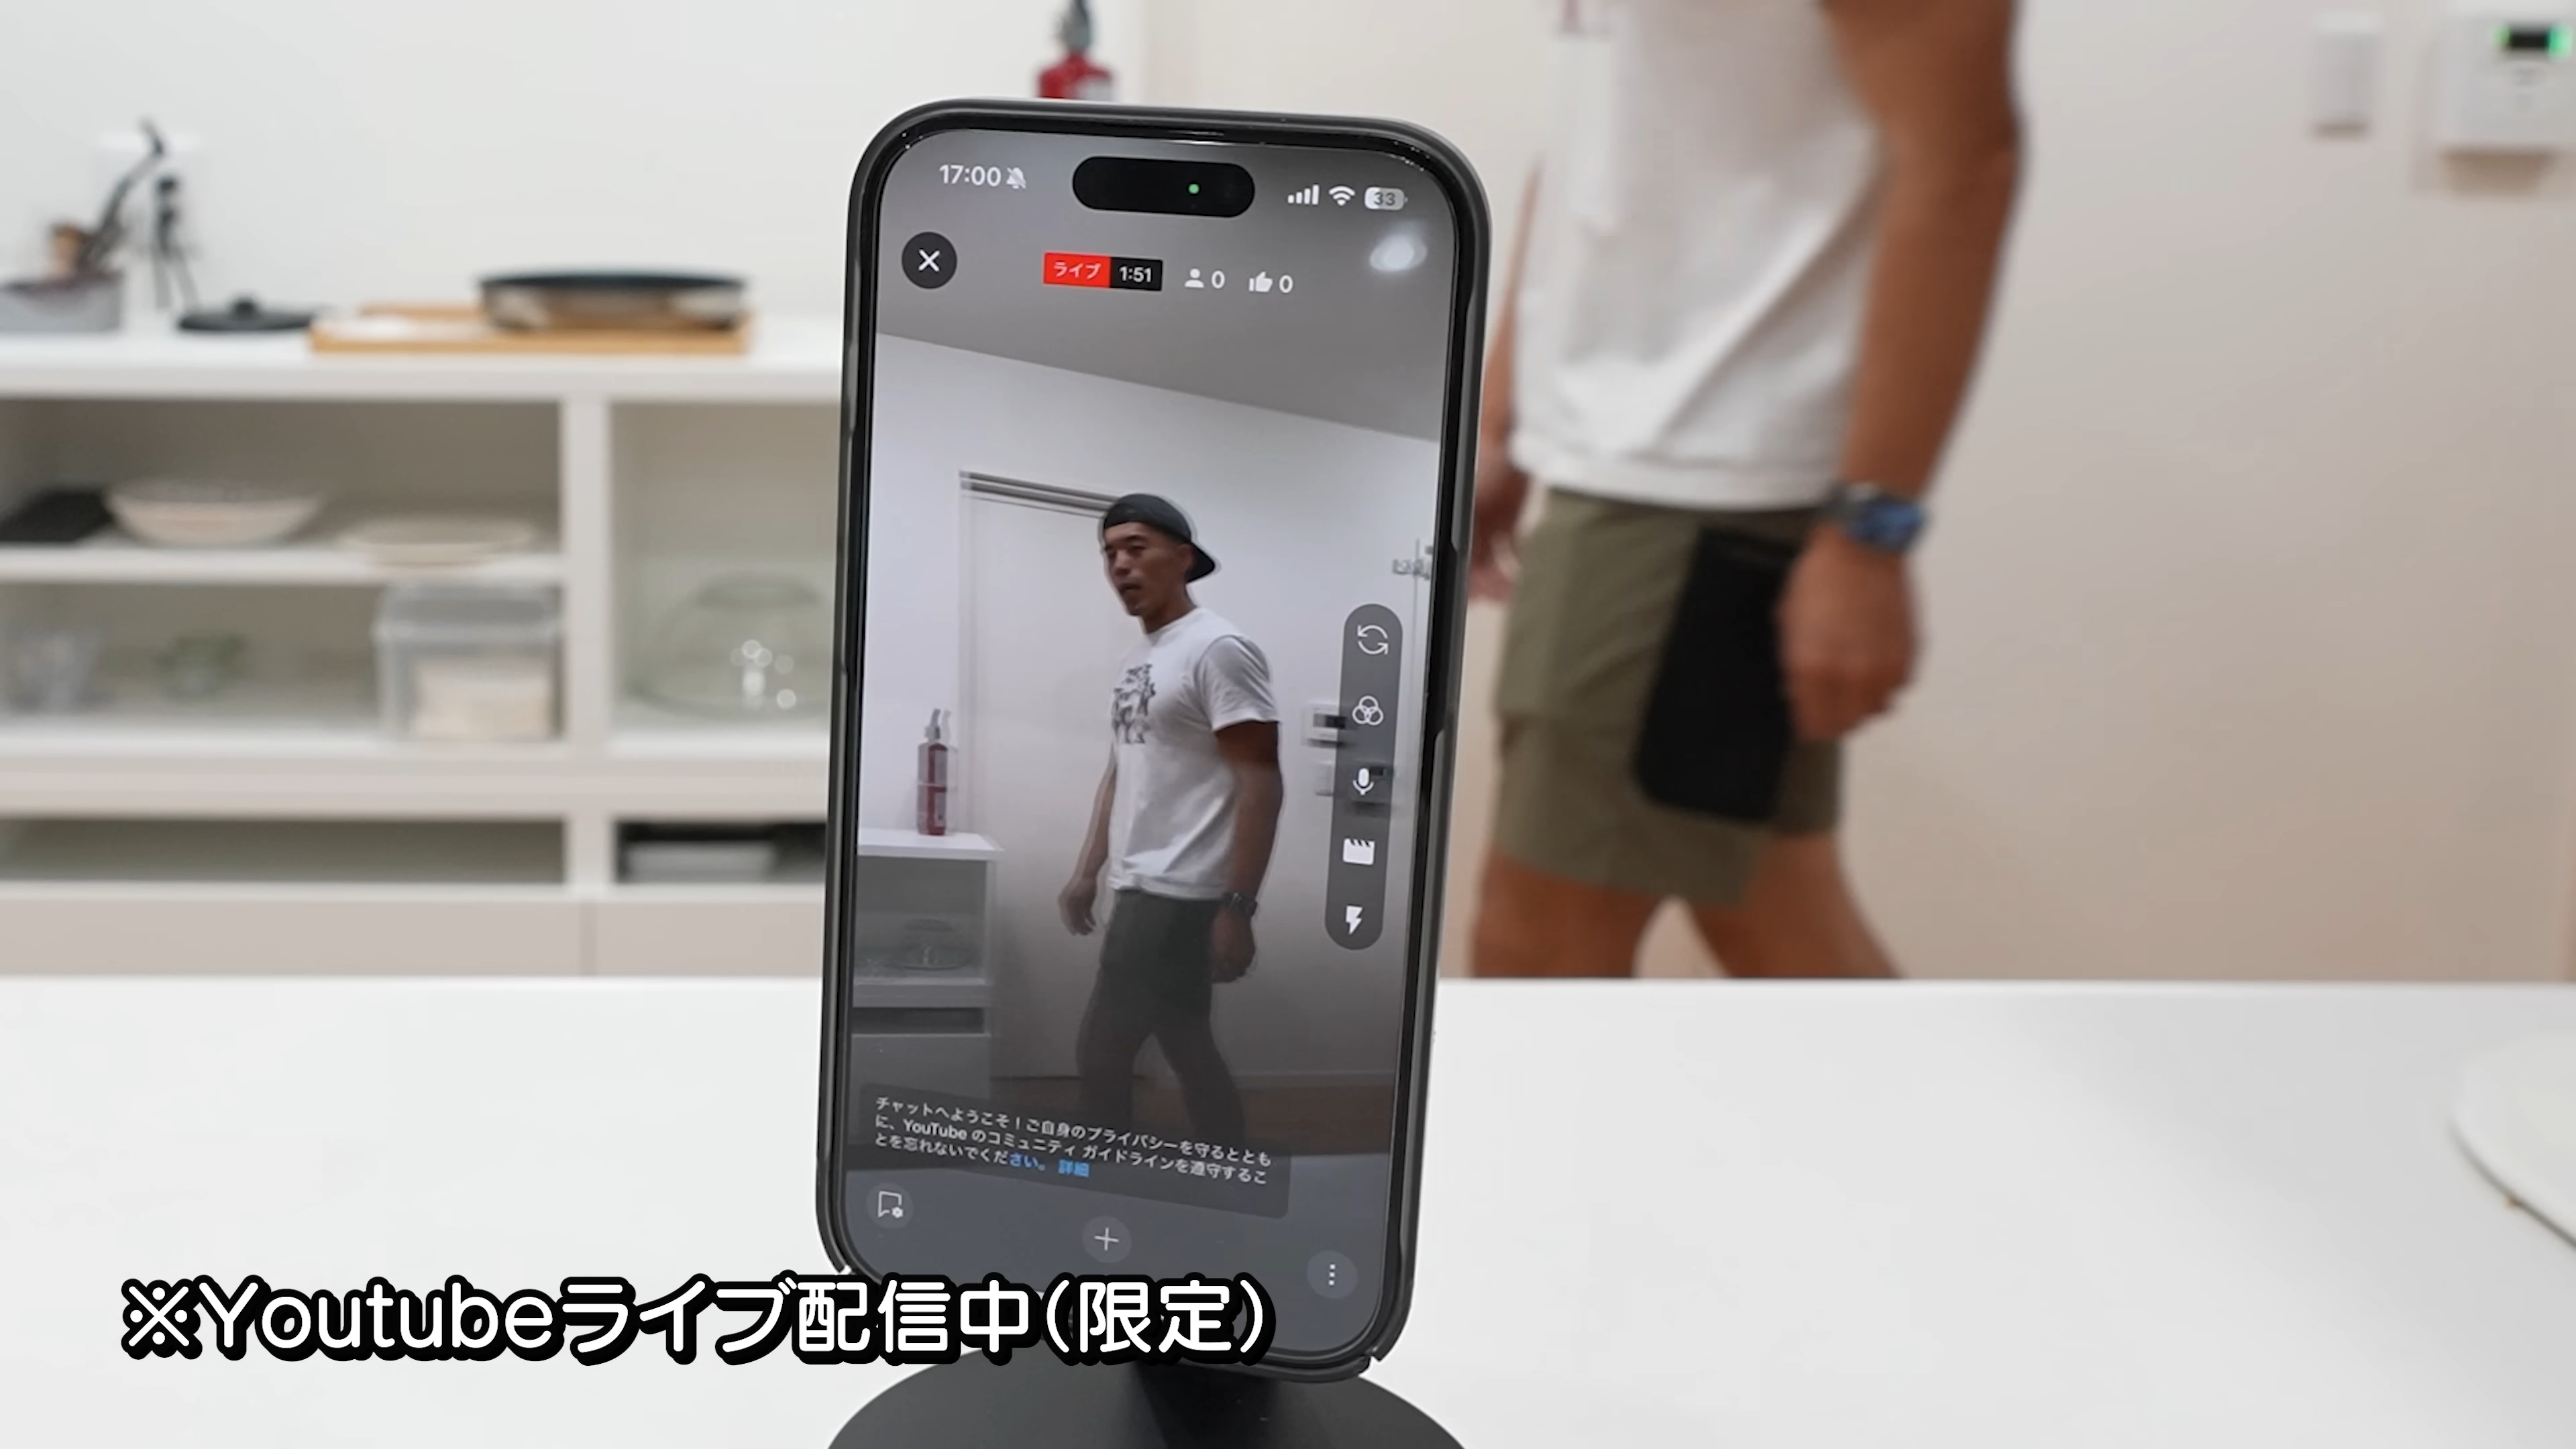 17:00
33
ライブ 1:51 0 0
チャットへようこそ！ご自身のプライバシーを守るととも
に、YouTube のコミュニティ ガイドラインを遵守するこ
とを忘れないでください。 詳細
※Youtubeライブ配信中（限定）